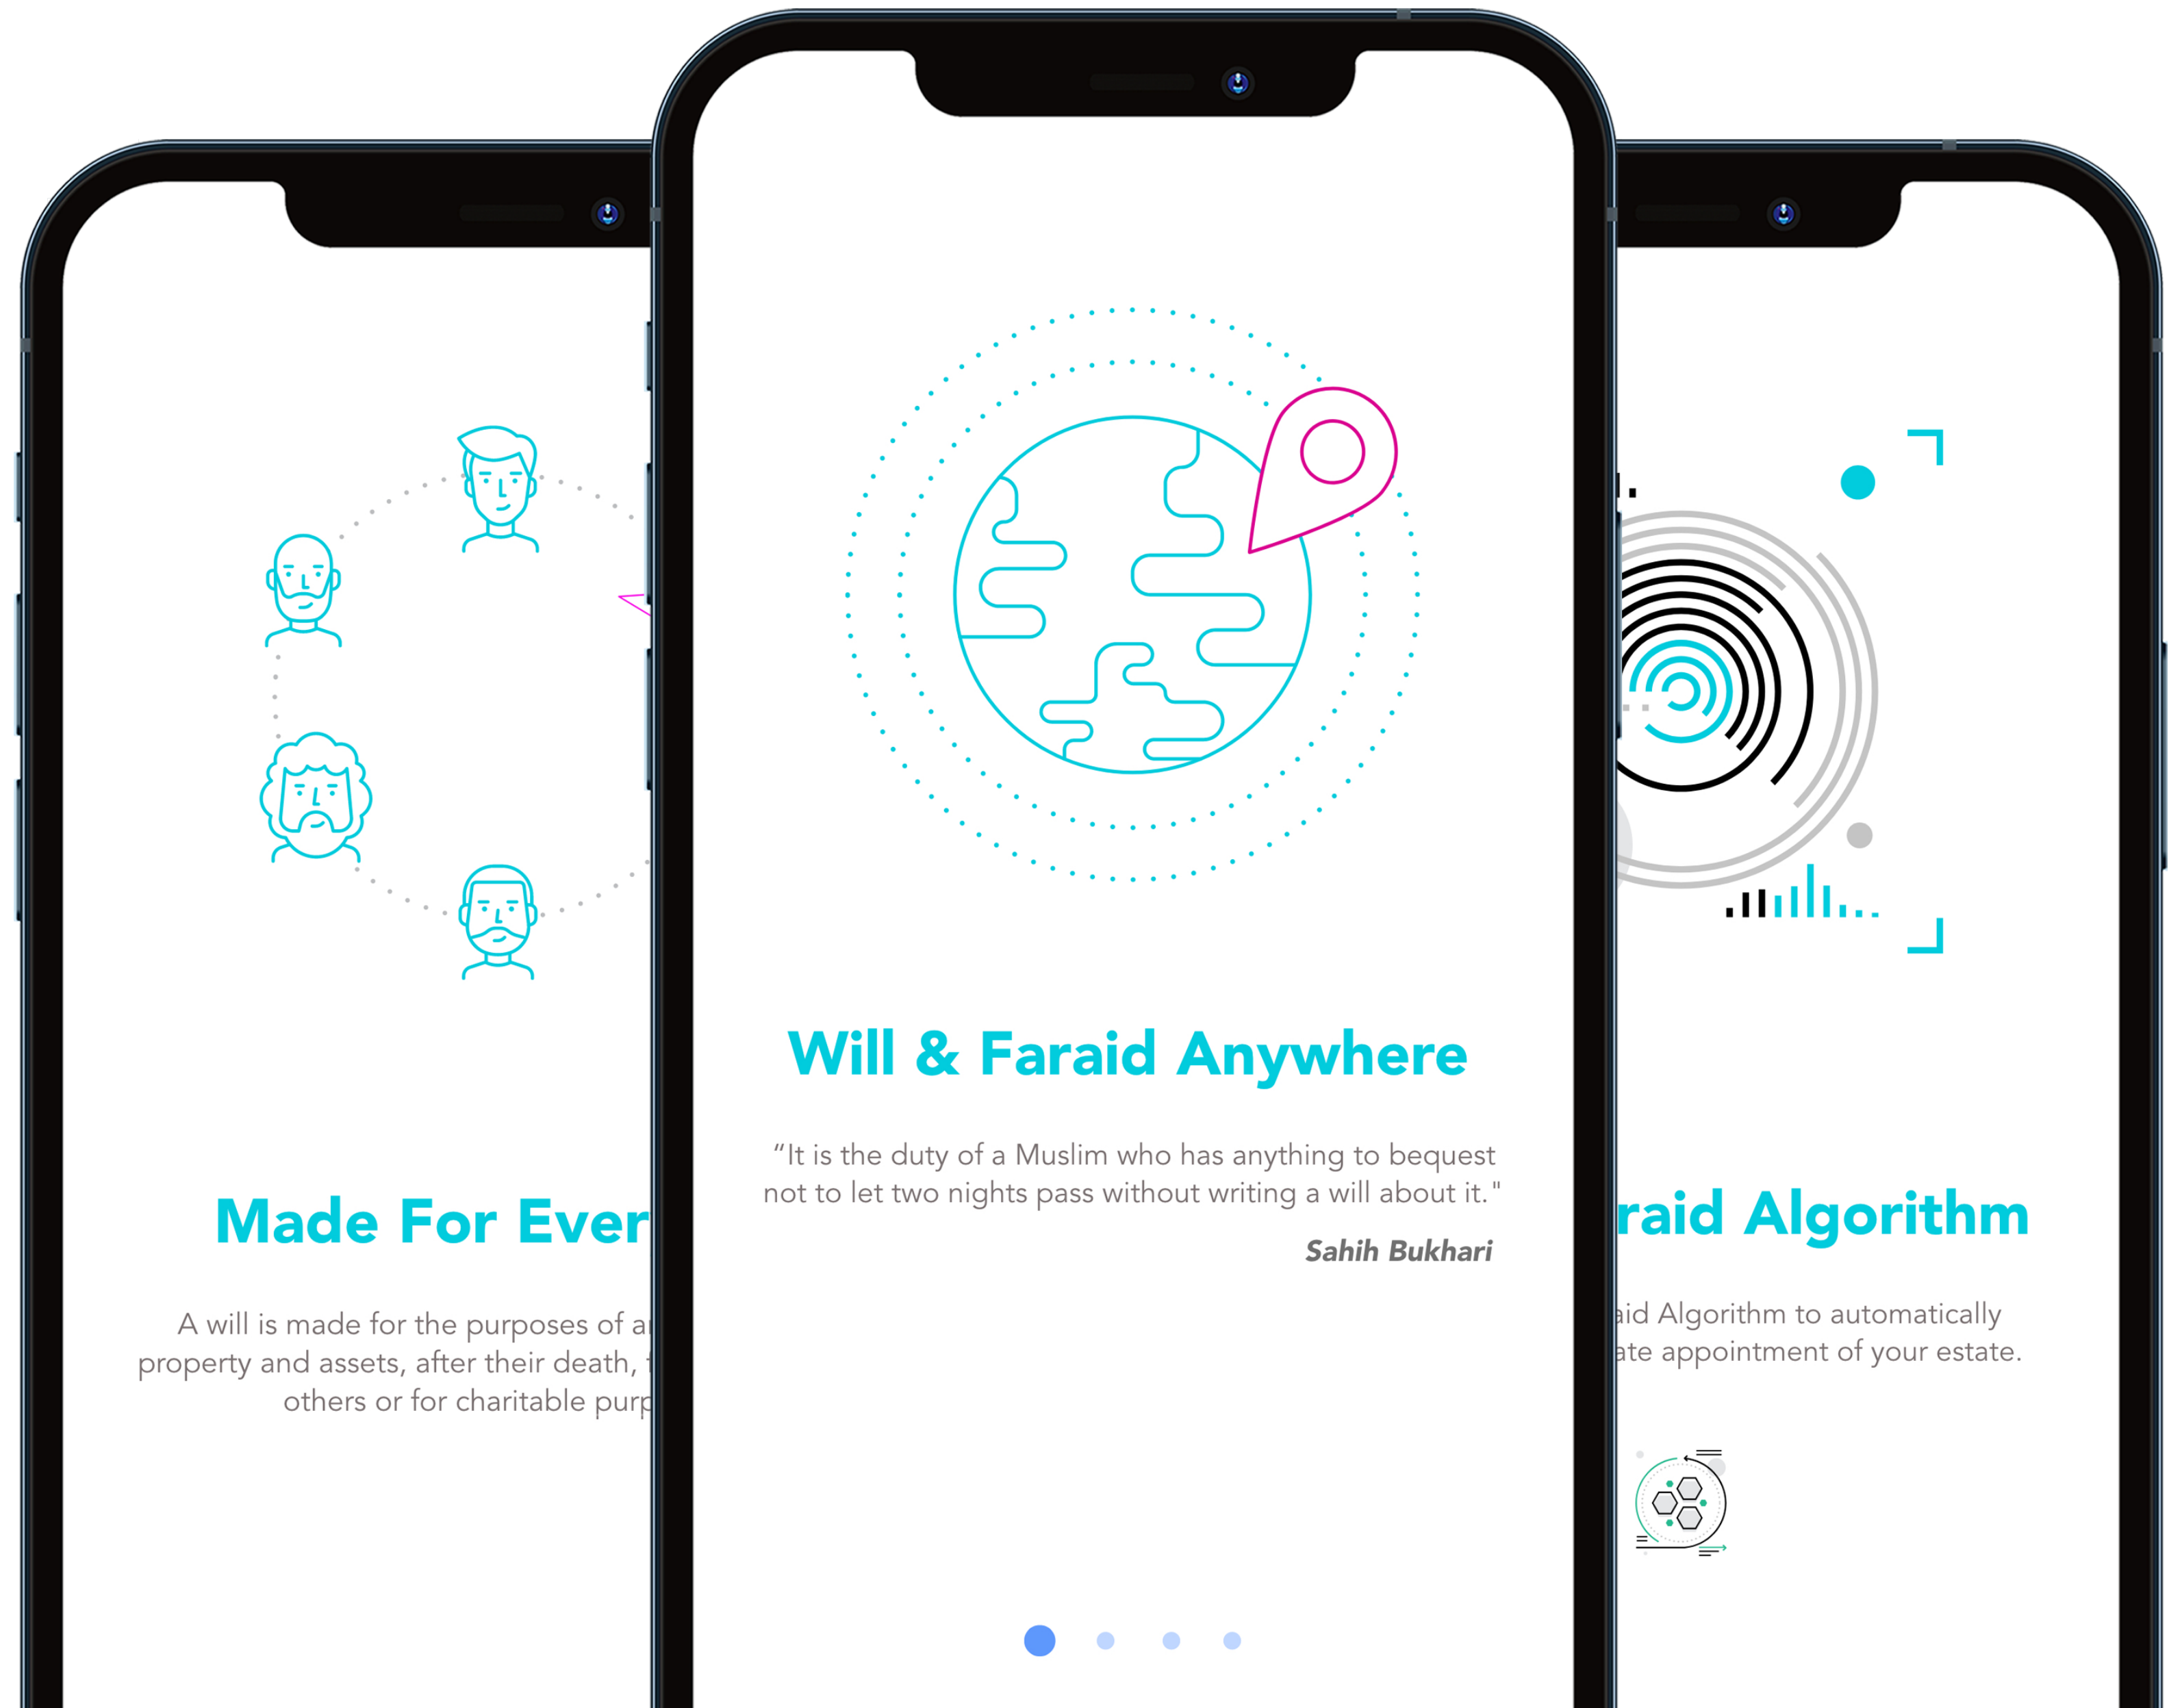 Made For Ever
A will is made for the purposes of
property and assets, after their death,
others or for charitable
Will & Faraid Anywhere
“It is the duty of a Muslim who has anything to bequest
not to let two nights pass without writing a will about it."
Sahih Bukhari
raid Algorithm
aid Algorithm to automatically
ate appointment of your estate.